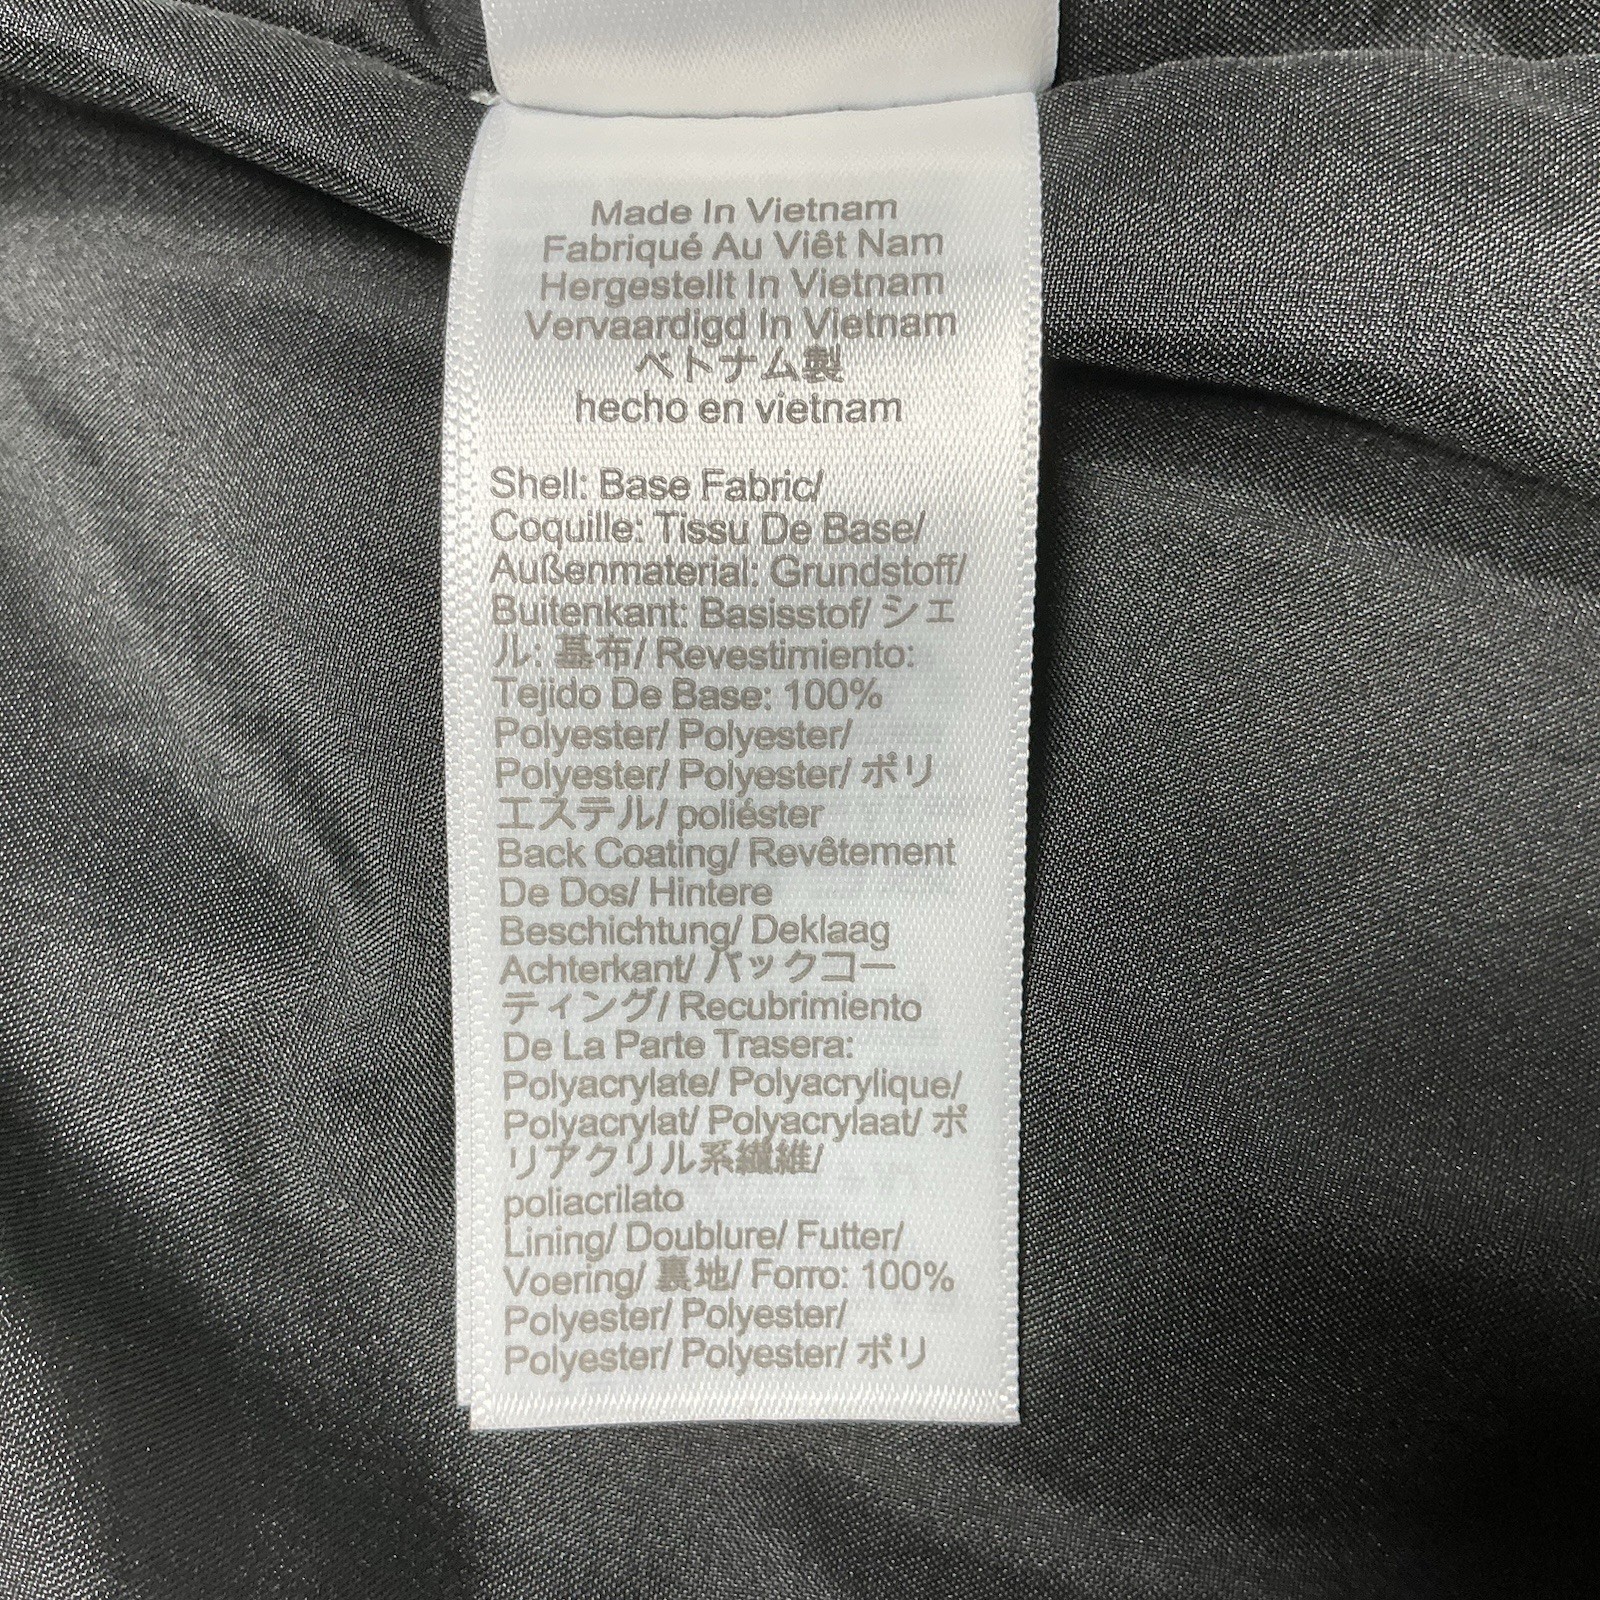 Made In Vietnam
Fabriqué Au Viêt Nam
Hergestellt In Vietnam
Vervaardigd In Vietnam
ベトナム製
hecho en vietnam
Shell: Base Fabric/
Coquille: Tissu De Base/
Außenmaterial: Grundstoff/
Buitenkant: Basisstof/ シェ
ル: 基布/ Revestimiento:
Tejido De Base: 100%
Polyester/ Polyester/
Polyester/ Polyester/ ポリ
エステル/ poliéster
Back Coating/ Revêtement
De Dos/ Hintere
Beschichtung/ Deklaag
Achterkant/ バックコー
ティング/ Recubrimiento
De La Parte Trasera:
Polyacrylate/ Polyacrylique/
Polyacrylat/ Polyacrylaat/ ポ
リアクリル系繊維/
poliacrilato
Lining/ Doublure/ Futter/
Voering/ 裏地/ Forro: 100%
Polyester/ Polyester/
Polyester/ Polyester/ ポリ